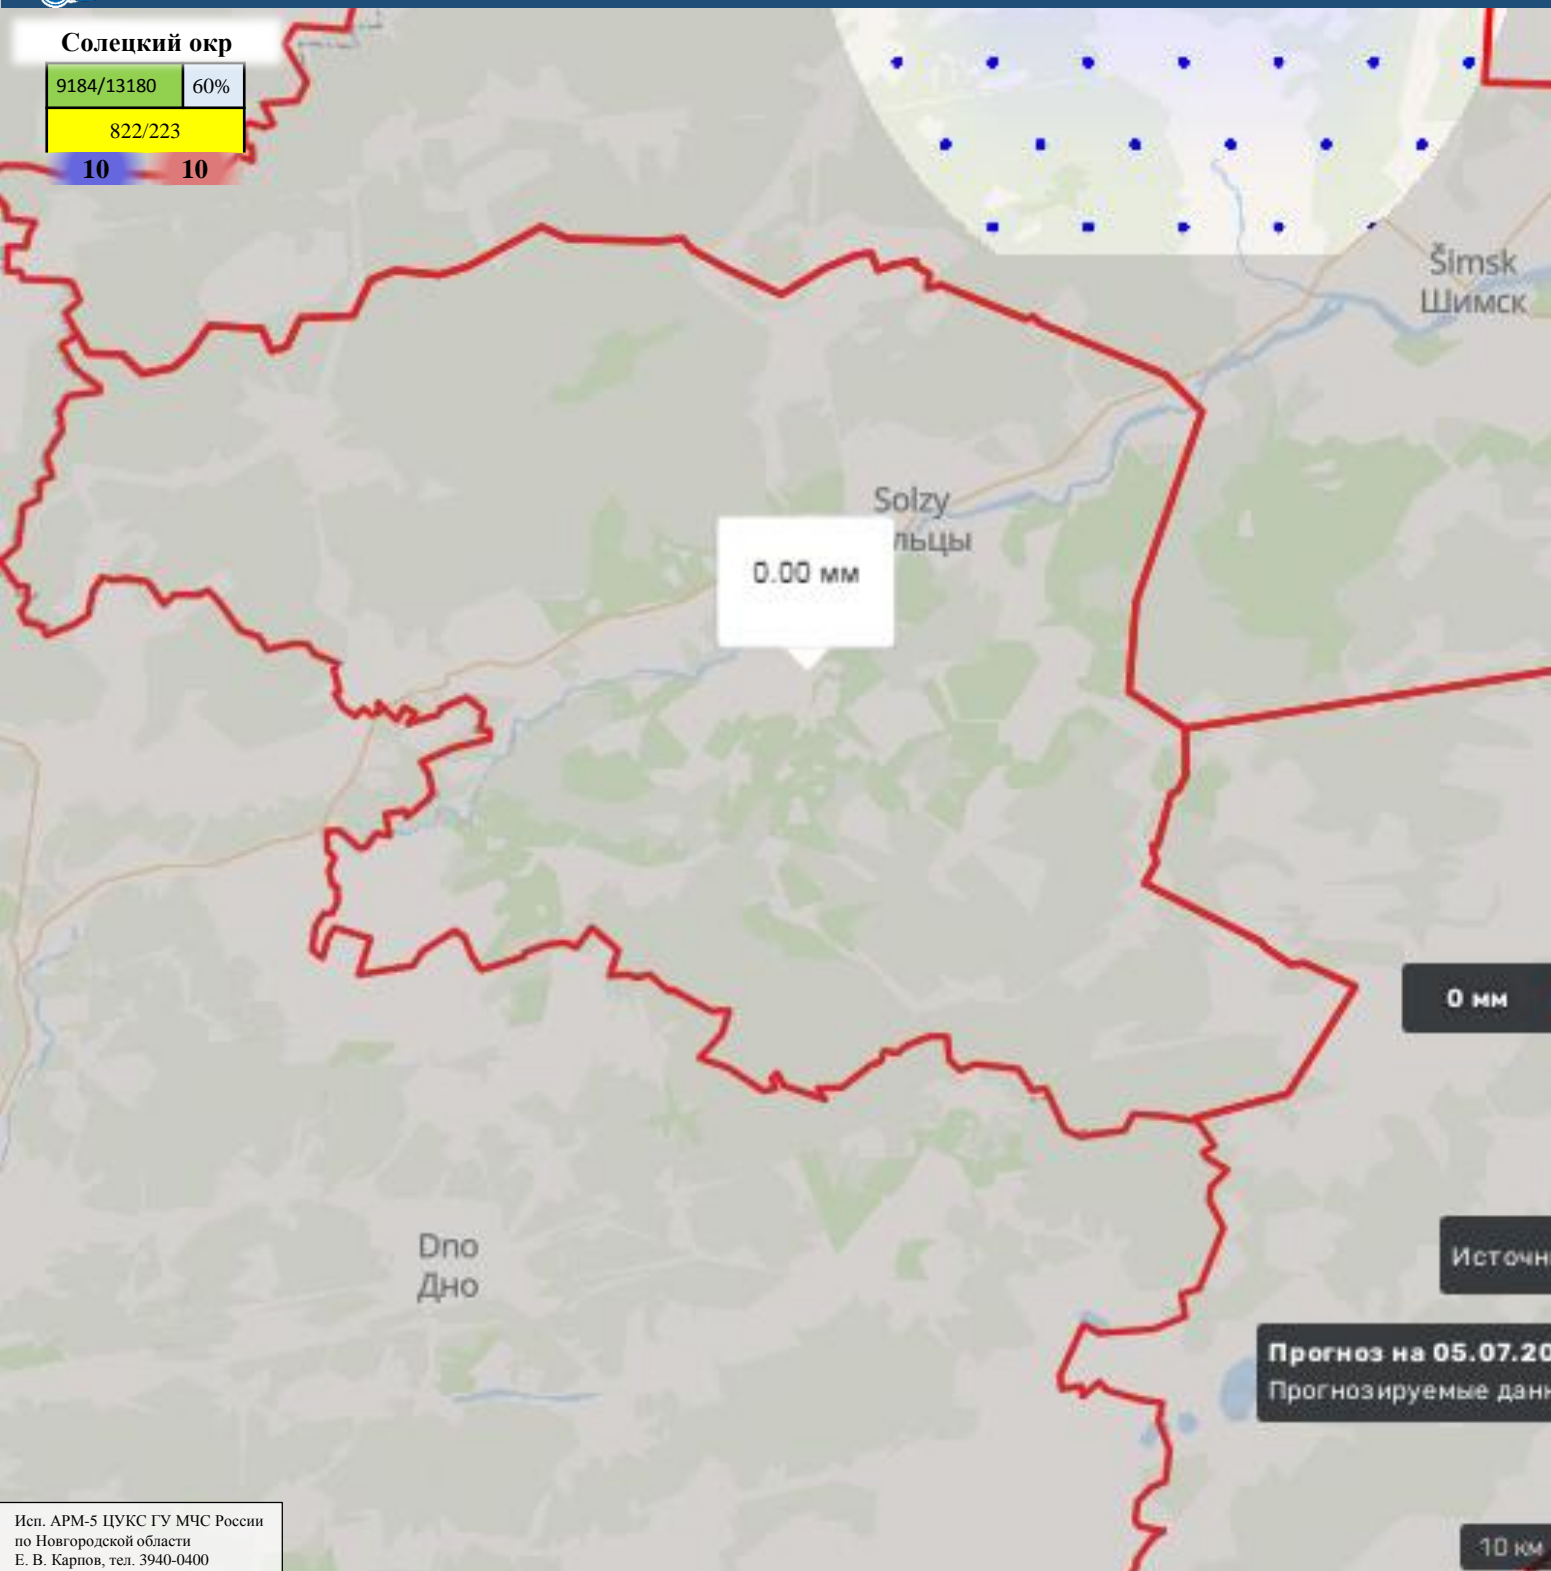 Солецкий окр
9184/13180 60%
822/223
10 10
Šimsk
Шимск
Solzy
льцы
0.00 мм
0 мм
Dno
Дно
Источн
Прогноз на 05.07.20
Прогнозируемые дан
10 км
Исп. АРМ-5 ЦУКС ГУ МЧС России
по Новгородской области
Е. В. Карпов, тел. 3940-0400